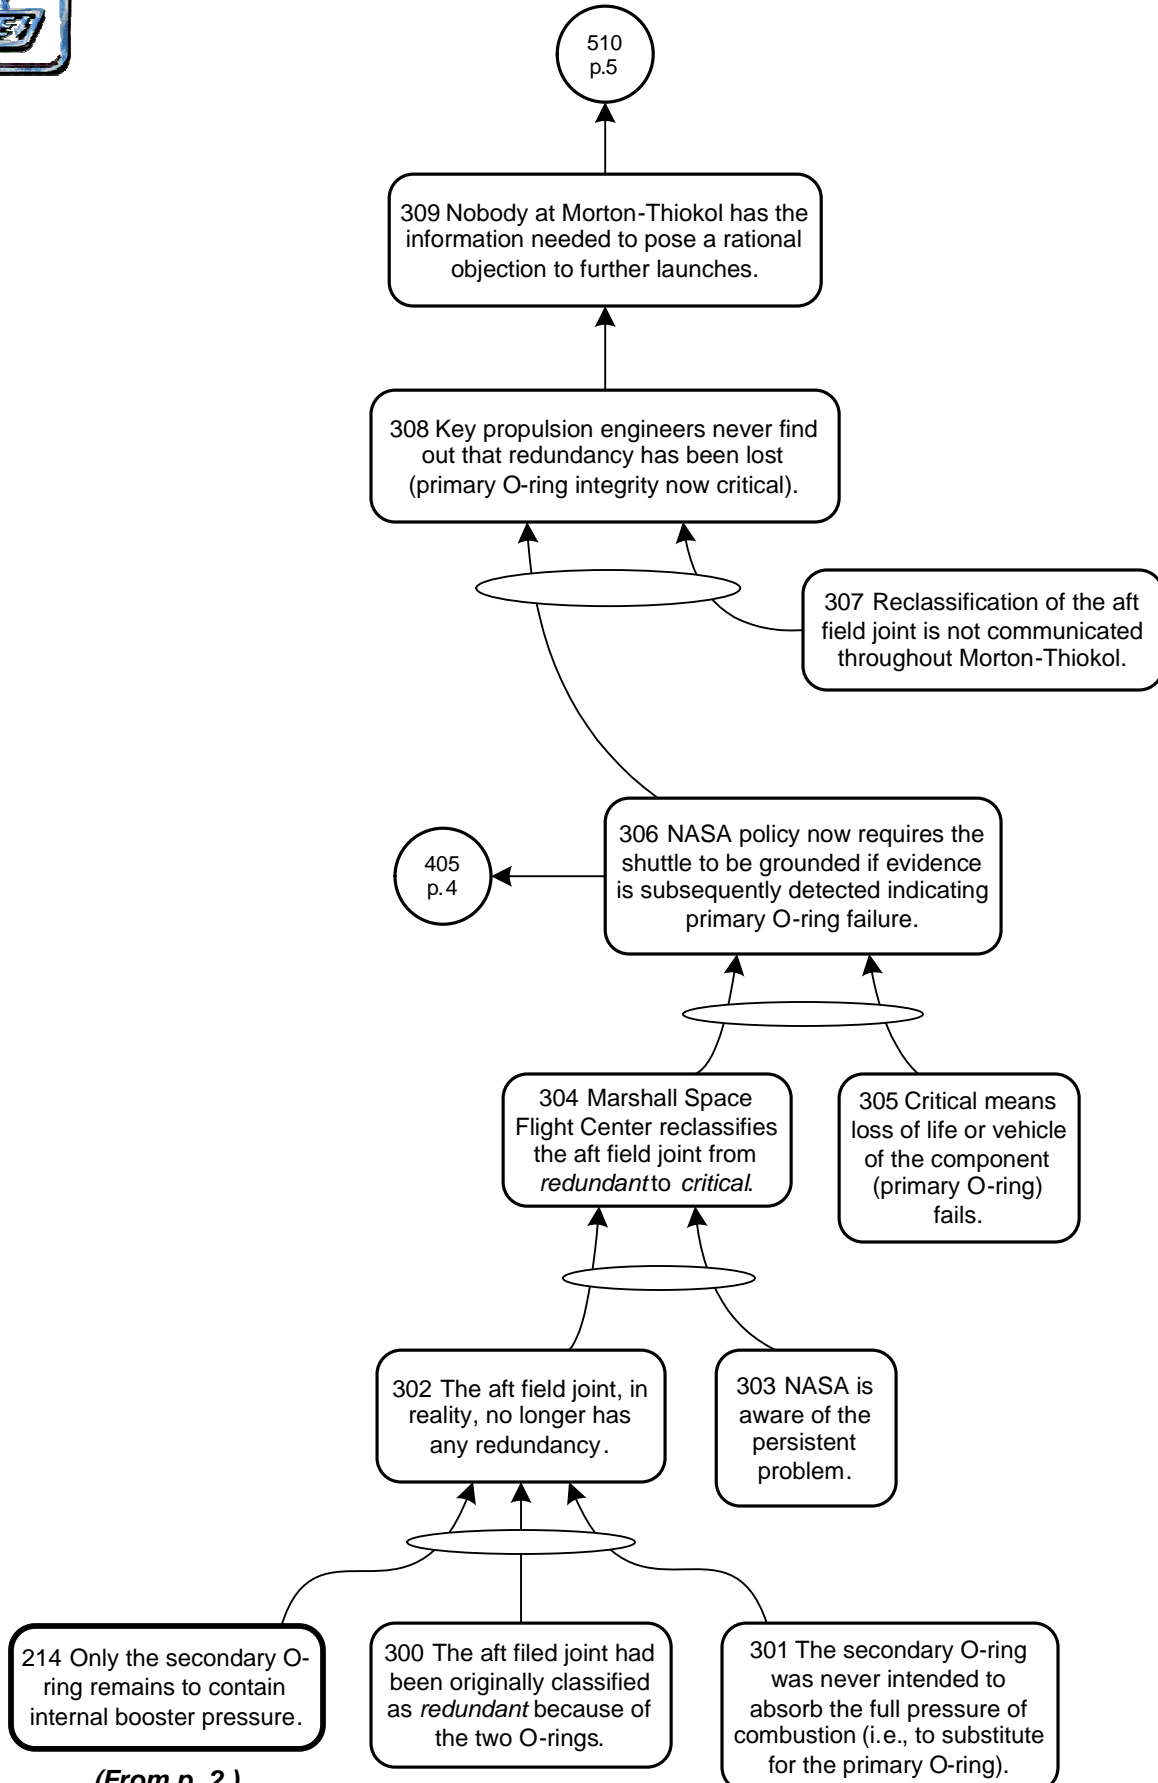 510
p.5
309 Nobody at Morton-Thiokol has the
information needed to pose a rational
objection to further launches.
308 Key propulsion engineers never find
out that redundancy has been lost
(primary O-ring integrity now critical).
307 Reclassification of the aft
field joint is not communicated
throughout Morton-Thiokol.
306 NASA policy now requires the
shuttle to be grounded if evidence
is subsequently detected indicating
primary O-ring failure.
405
p.4
304 Marshall Space
Flight Center reclassifies
the aft field joint from
redundant to critical.
305 Critical means
loss of life or vehicle
of the component
(primary O-ring)
fails.
302 The aft field joint, in
reality, no longer has
any redundancy.
303 NASA is
aware of the
persistent
problem.
214 Only the secondary O-
ring remains to contain
internal booster pressure.
300 The aft filed joint had
been originally classified
as redundant because of
the two O-rings.
301 The secondary O-ring
was never intended to
absorb the full pressure of
combustion (i.e., to substitute
for the primary O-ring).
(From p. 2.)